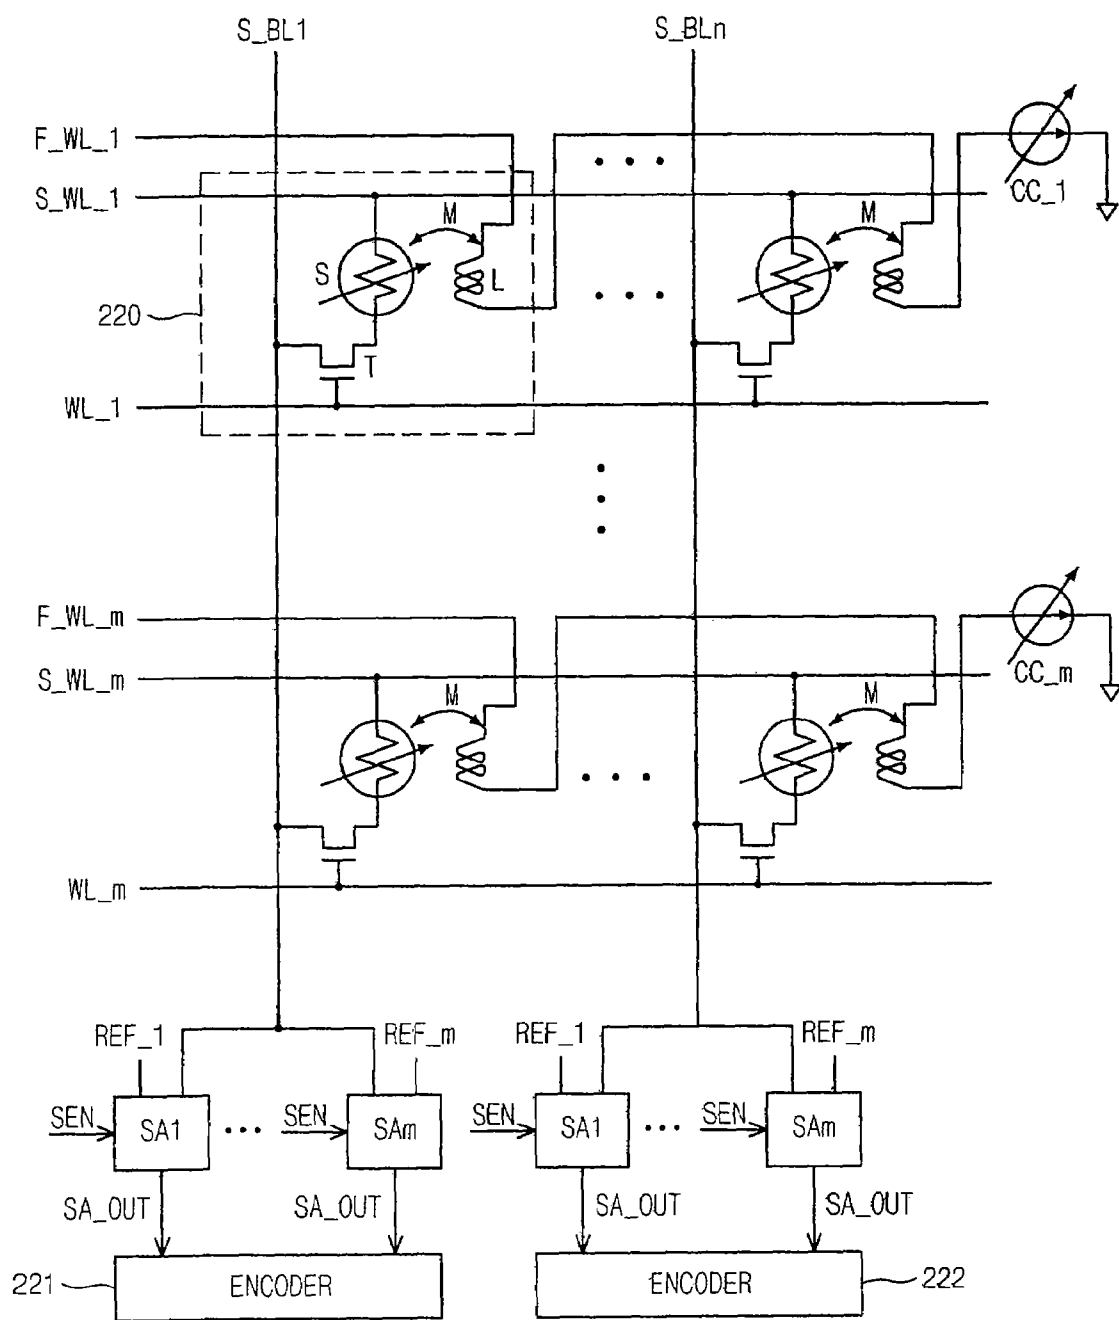 S_BL1 S_BLn
F_WL_1
S_WL_1 CC_1
M M
S L
220
T
WL_1
F_WL_m
S_WL_m CC_m
M M
WL_m
REF_1 REF_m REF_1 REF_m
SEN SA1 SEN SAm SEN SA1 SEN SAm
SA_OUT SA_OUT SA_OUT SA_OUT
221 ENCODER ENCODER 222